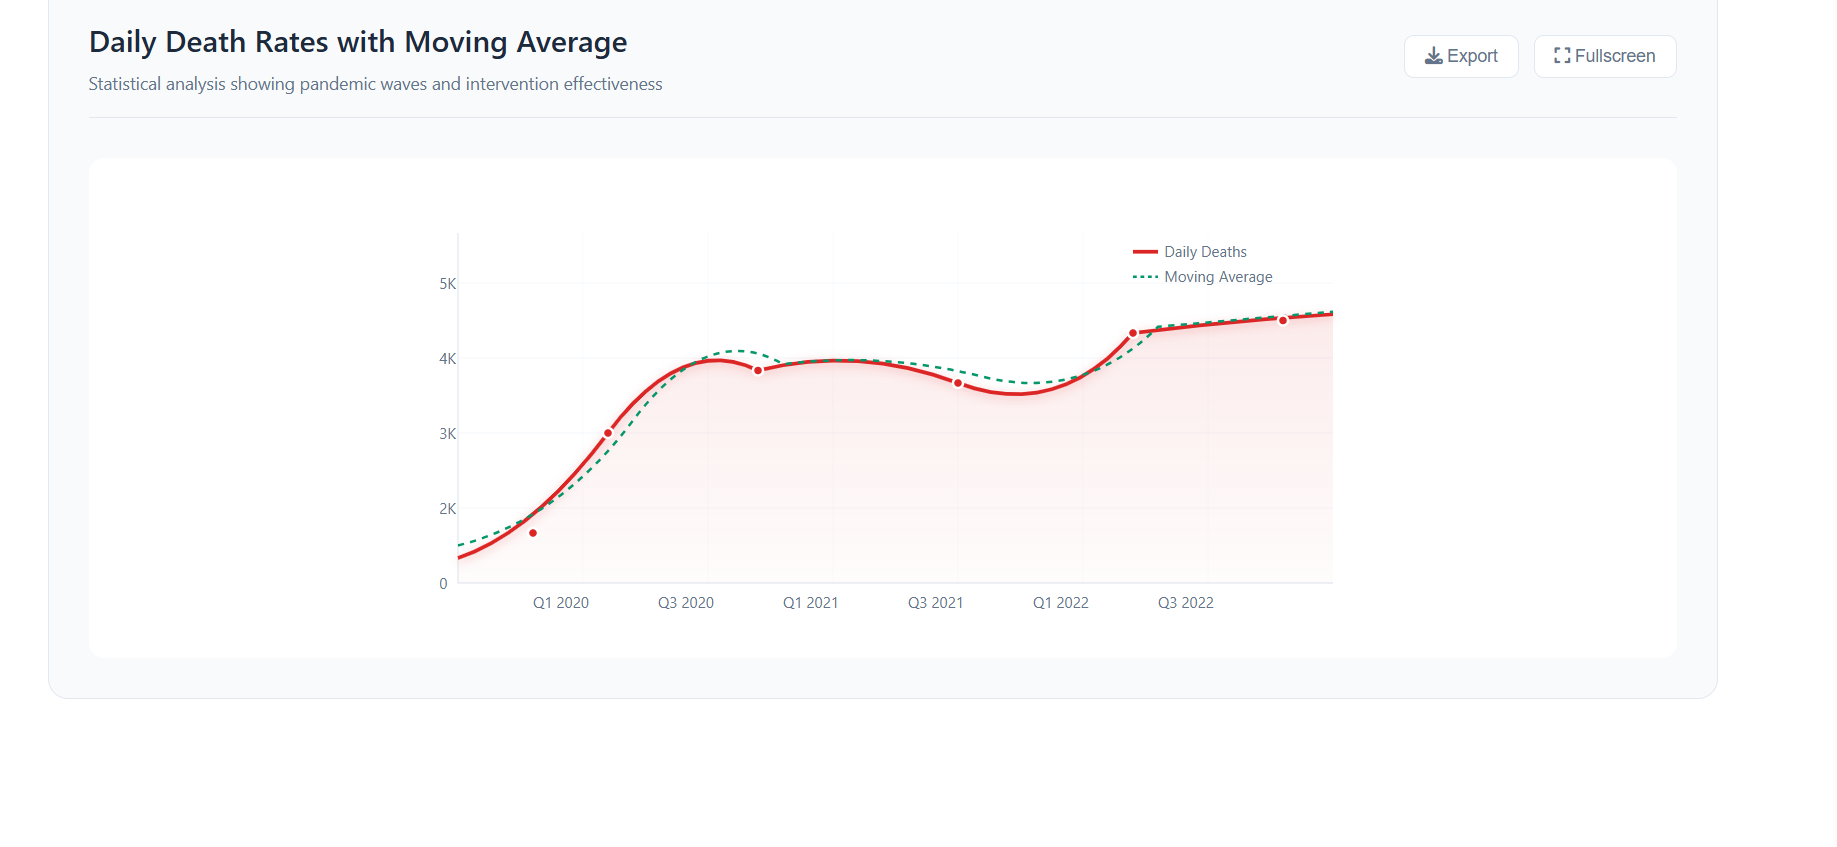 Daily Death Rates with Moving Average
Statistical analysis showing pandemic waves and intervention effectiveness
Export
Fullscreen
Daily Deaths
Moving Average
5K
4K
3K
2K
0
Q1 2020
Q3 2020
Q1 2021
Q3 2021
Q1 2022
Q3 2022